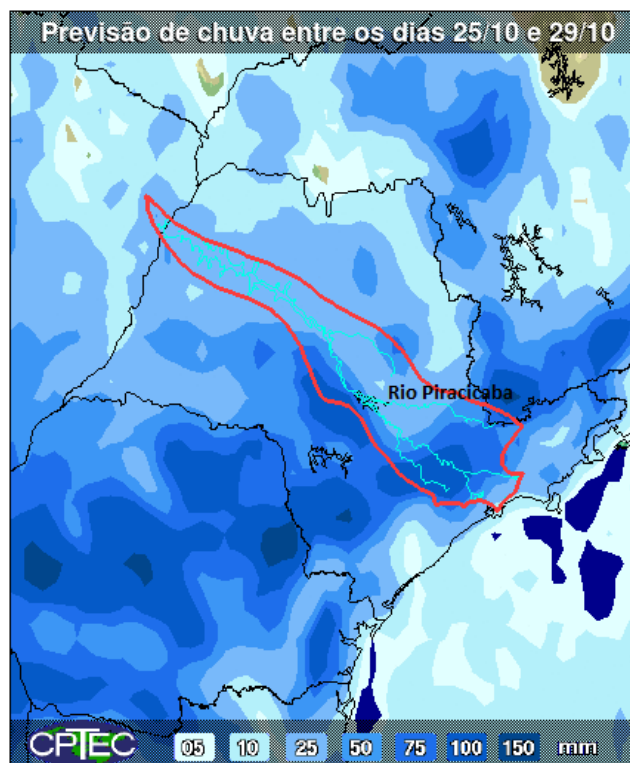 Previsão de chuva entre os dias 25/10 e 29/10
Rio Piracicaba
CPTEC 05 10 25 50 75 100 150 mm